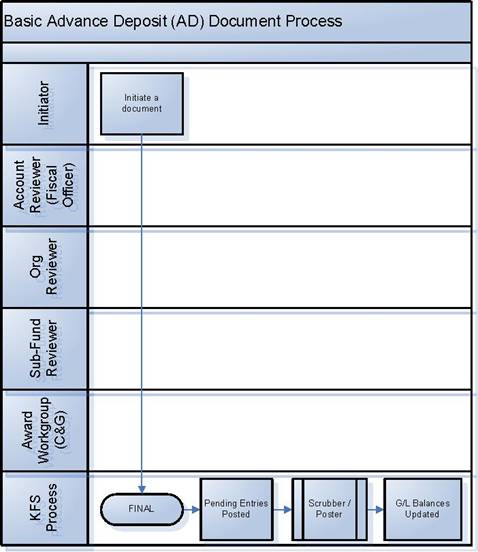 Basic Advance Deposit (AD) Document Process
Initiator
Initiate a
document
Account
Reviewer
(Fiscal
Officer)
Org
Reviewer
Sub-Fund
Reviewer
Award
Workgroup
(C&G)
KFS
Process
FINAL
Pending Entries
Posted
Scrubber /
Poster
G/L Balances
Updated